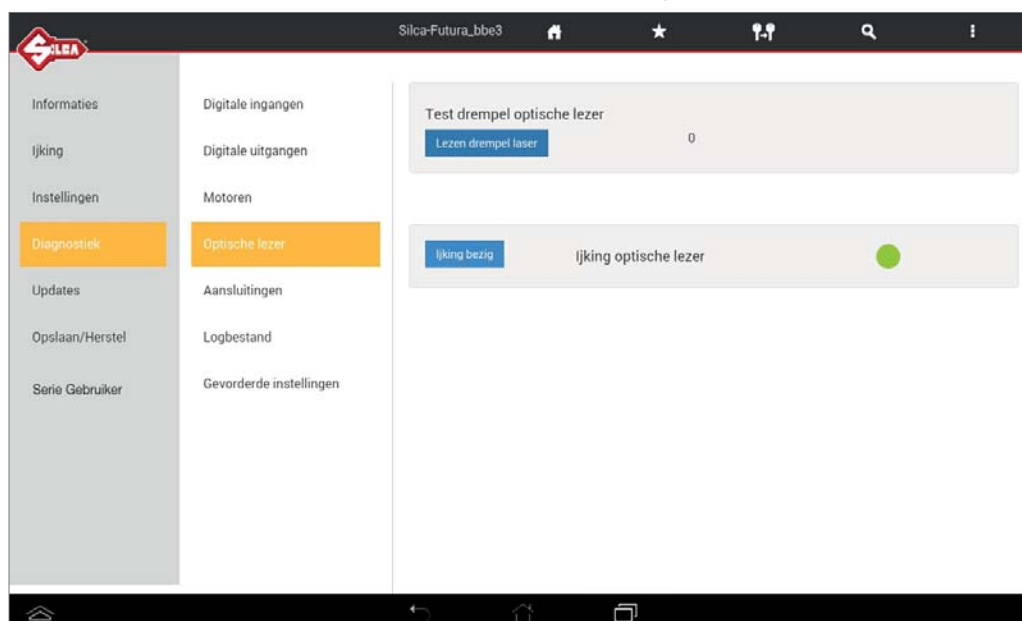 SILCA
Silca-Futura_bbe3
Informaties
Ijking
Instellingen
Diagnostiek
Updates
Opslaan/Herstel
Serie Gebruiker
Digitale ingangen
Digitale uitgangen
Motoren
Optische lezer
Aansluitingen
Logbestand
Gevorderde instellingen
Test drempel optische lezer
Lezen drempel laser 0
Ijking bezig Ijking optische lezer